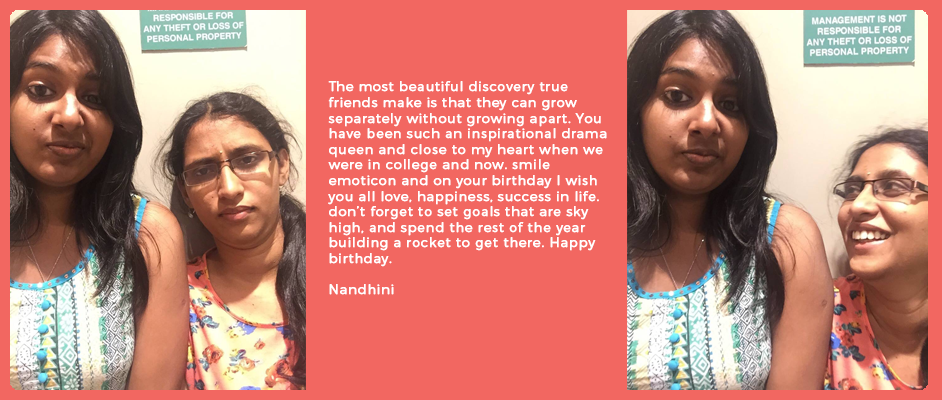 RESPONSIBLE FOR
ANY THEFT OR LOSS OF
PERSONAL PROPERTY
The most beautiful discovery true
friends make is that they can grow
separately without growing apart. You
have been such an inspirational drama
queen and close to my heart when we
were in college and now. smile
emoticon and on your birthday I wish
you all love, happiness, success in life.
don't forget to set goals that are sky
high, and spend the rest of the year
building a rocket to get there. Happy
birthday.
Nandhini
MANAGEMENT IS NOT
RESPONSIBLE FOR
ANY THEFT OR LOSS OF
PERSONAL PROPERTY